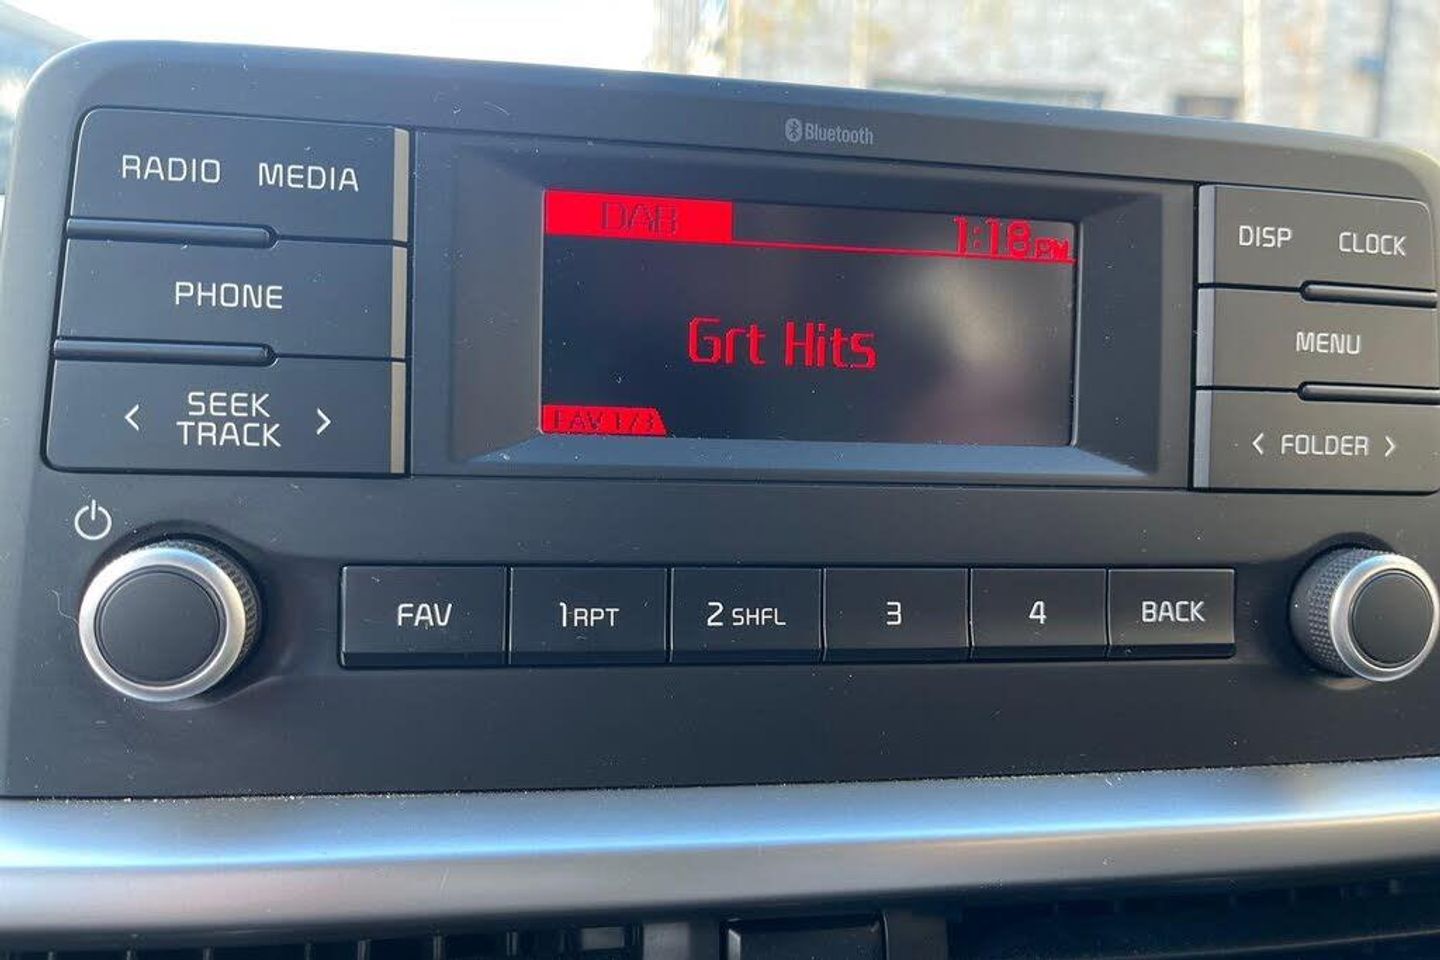 Bluetooth
RADIO MEDIA
DAB
1:18PM
DISP CLOCK
PHONE
Grt Hits
MENU
< SEEK TRACK >
FAV 1/3
< FOLDER >
FAV
1 RPT
2 SHFL
3
4
BACK